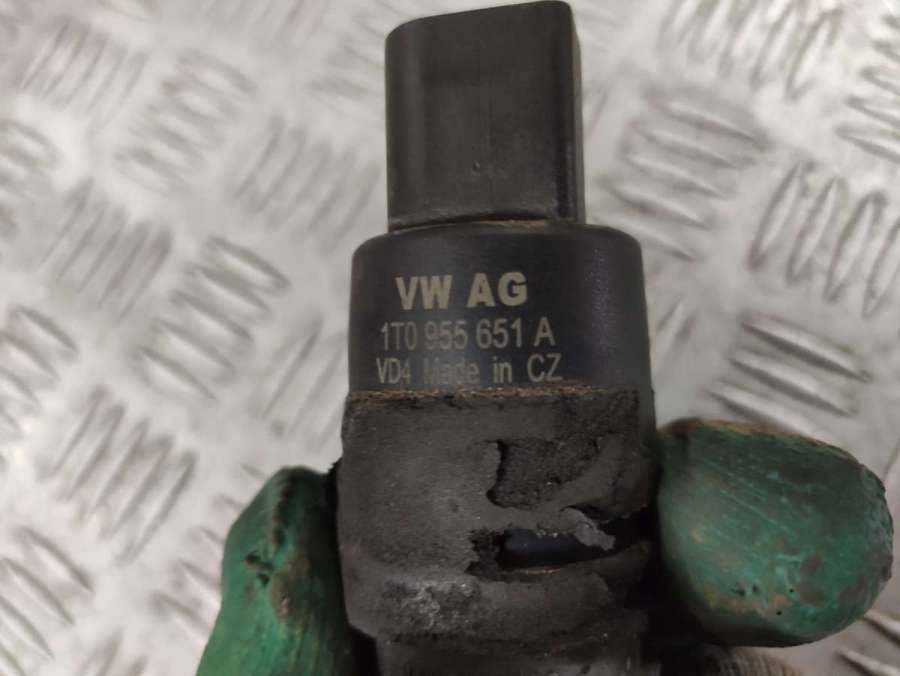 VW AG
1T0 955 651 A
VD4 Made in CZ